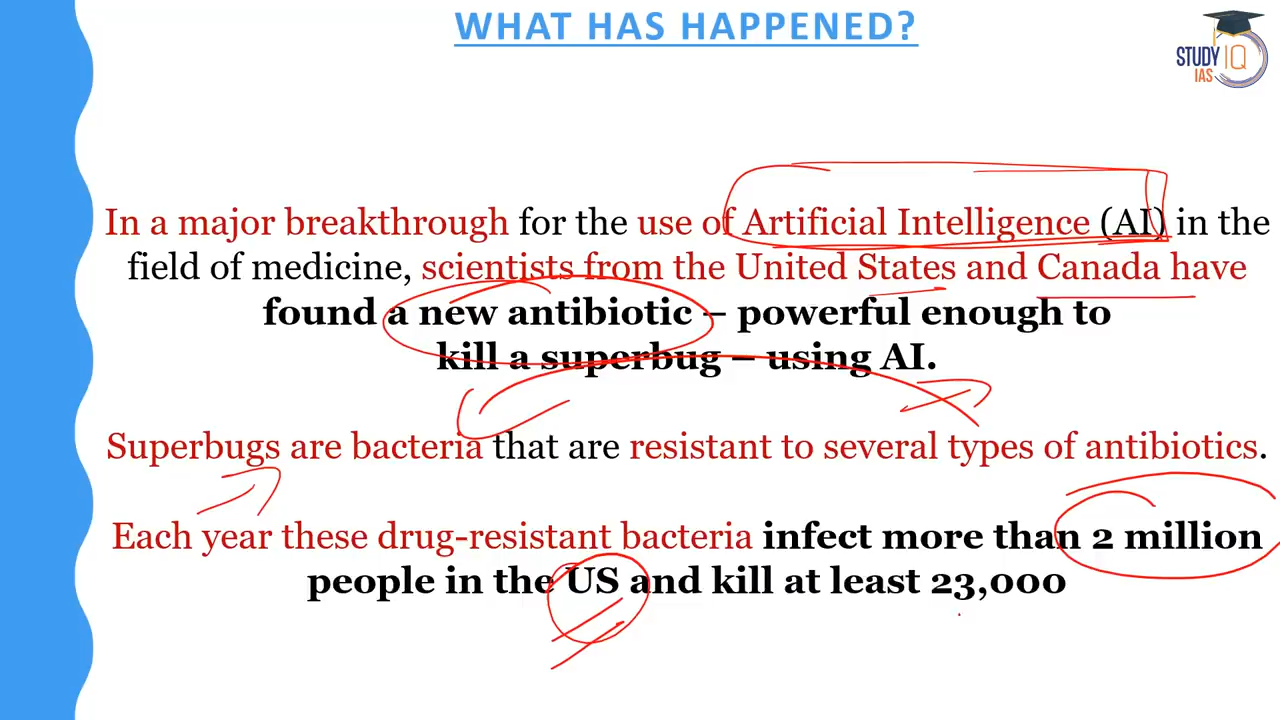 WHAT HAS HAPPENED?
STUDY IQ
IAS
In a major breakthrough for the use of Artificial Intelligence (AI) in the
field of medicine, scientists from the United States and Canada have
found a new antibiotic – powerful enough to
kill a superbug – using AI.
Superbugs are bacteria that are resistant to several types of antibiotics.
Each year these drug-resistant bacteria infect more than 2 million
people in the US and kill at least 23,000